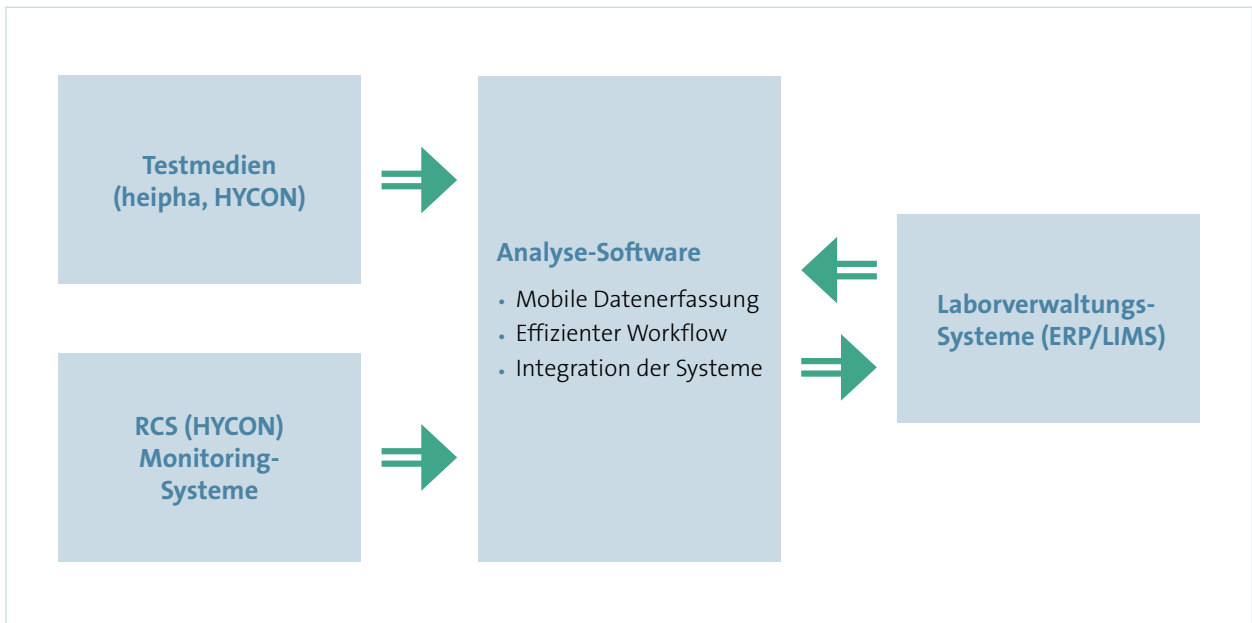 Testmedien
(heipha, HYCON)
RCS (HYCON)
Monitoring-
Systeme
Analyse-Software
• Mobile Datenerfassung
• Effizienter Workflow
• Integration der Systeme
Laborverwaltungs-
Systeme (ERP/LIMS)